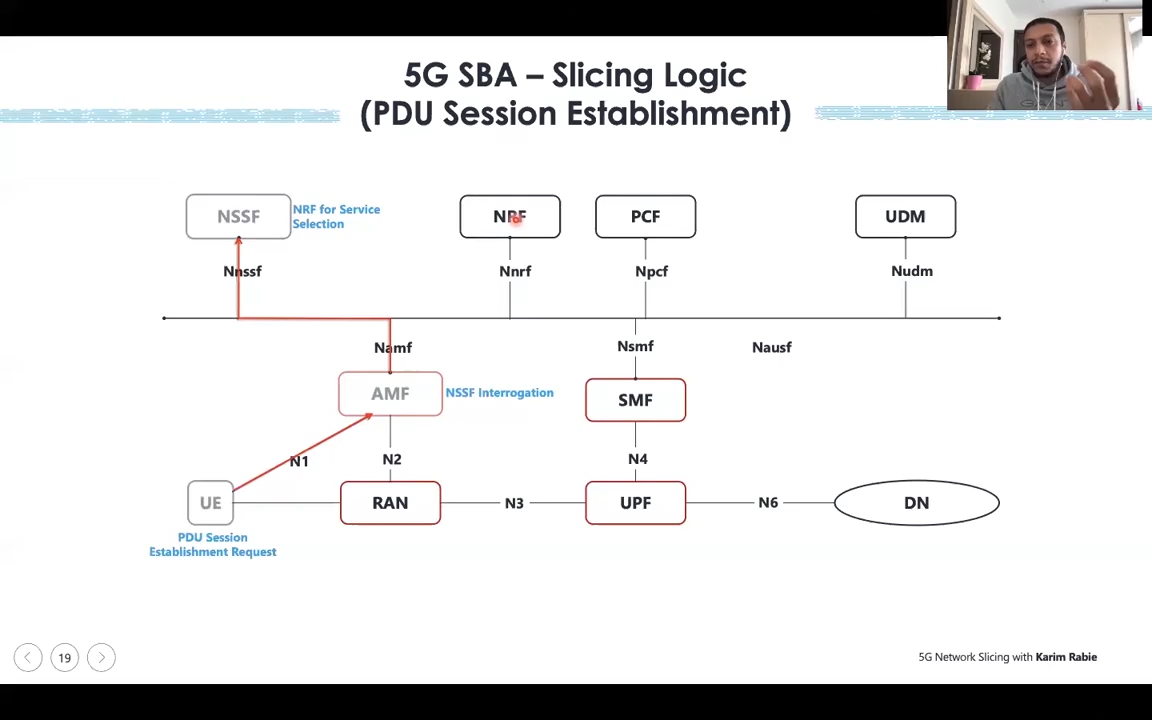 5G SBA – Slicing Logic
(PDU Session Establishment)
NSSF
NRF for Service
Selection
NRF
PCF
UDM
Nnssf
Nnrf
Npcf
Nudm
Namf
Nsmf
Nausf
AMF
NSSF Interrogation
SMF
N1
N2
N4
UE
RAN
N3
UPF
N6
DN
PDU Session
Establishment Request
19
5G Network Slicing with Karim Rabie